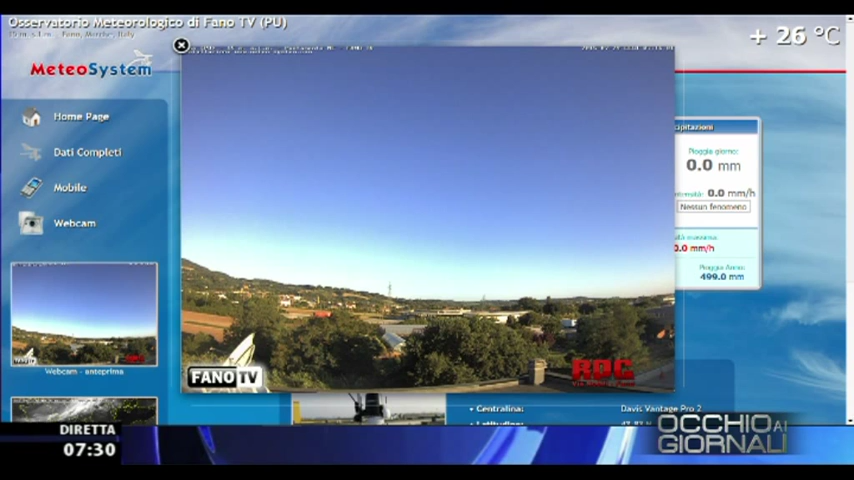 Osservatorio Meteorologico di Fano TV (PU)
+ 26 °C
MeteoSystem
Home Page
Dati Completi
Mobile
Webcam
Webcam - anteprima
FANO TV
RDC
cipitazioni
Pioggia giorno:
0.0 mm
0.0 mm/h
Nessun fenomeno
0.0 mm/h
Pioggia Anno:
499.0 mm
• Centralina:
Davis Vantage Pro 2
DIRETTA
07:30
OCCHIO AI
GIORNALI